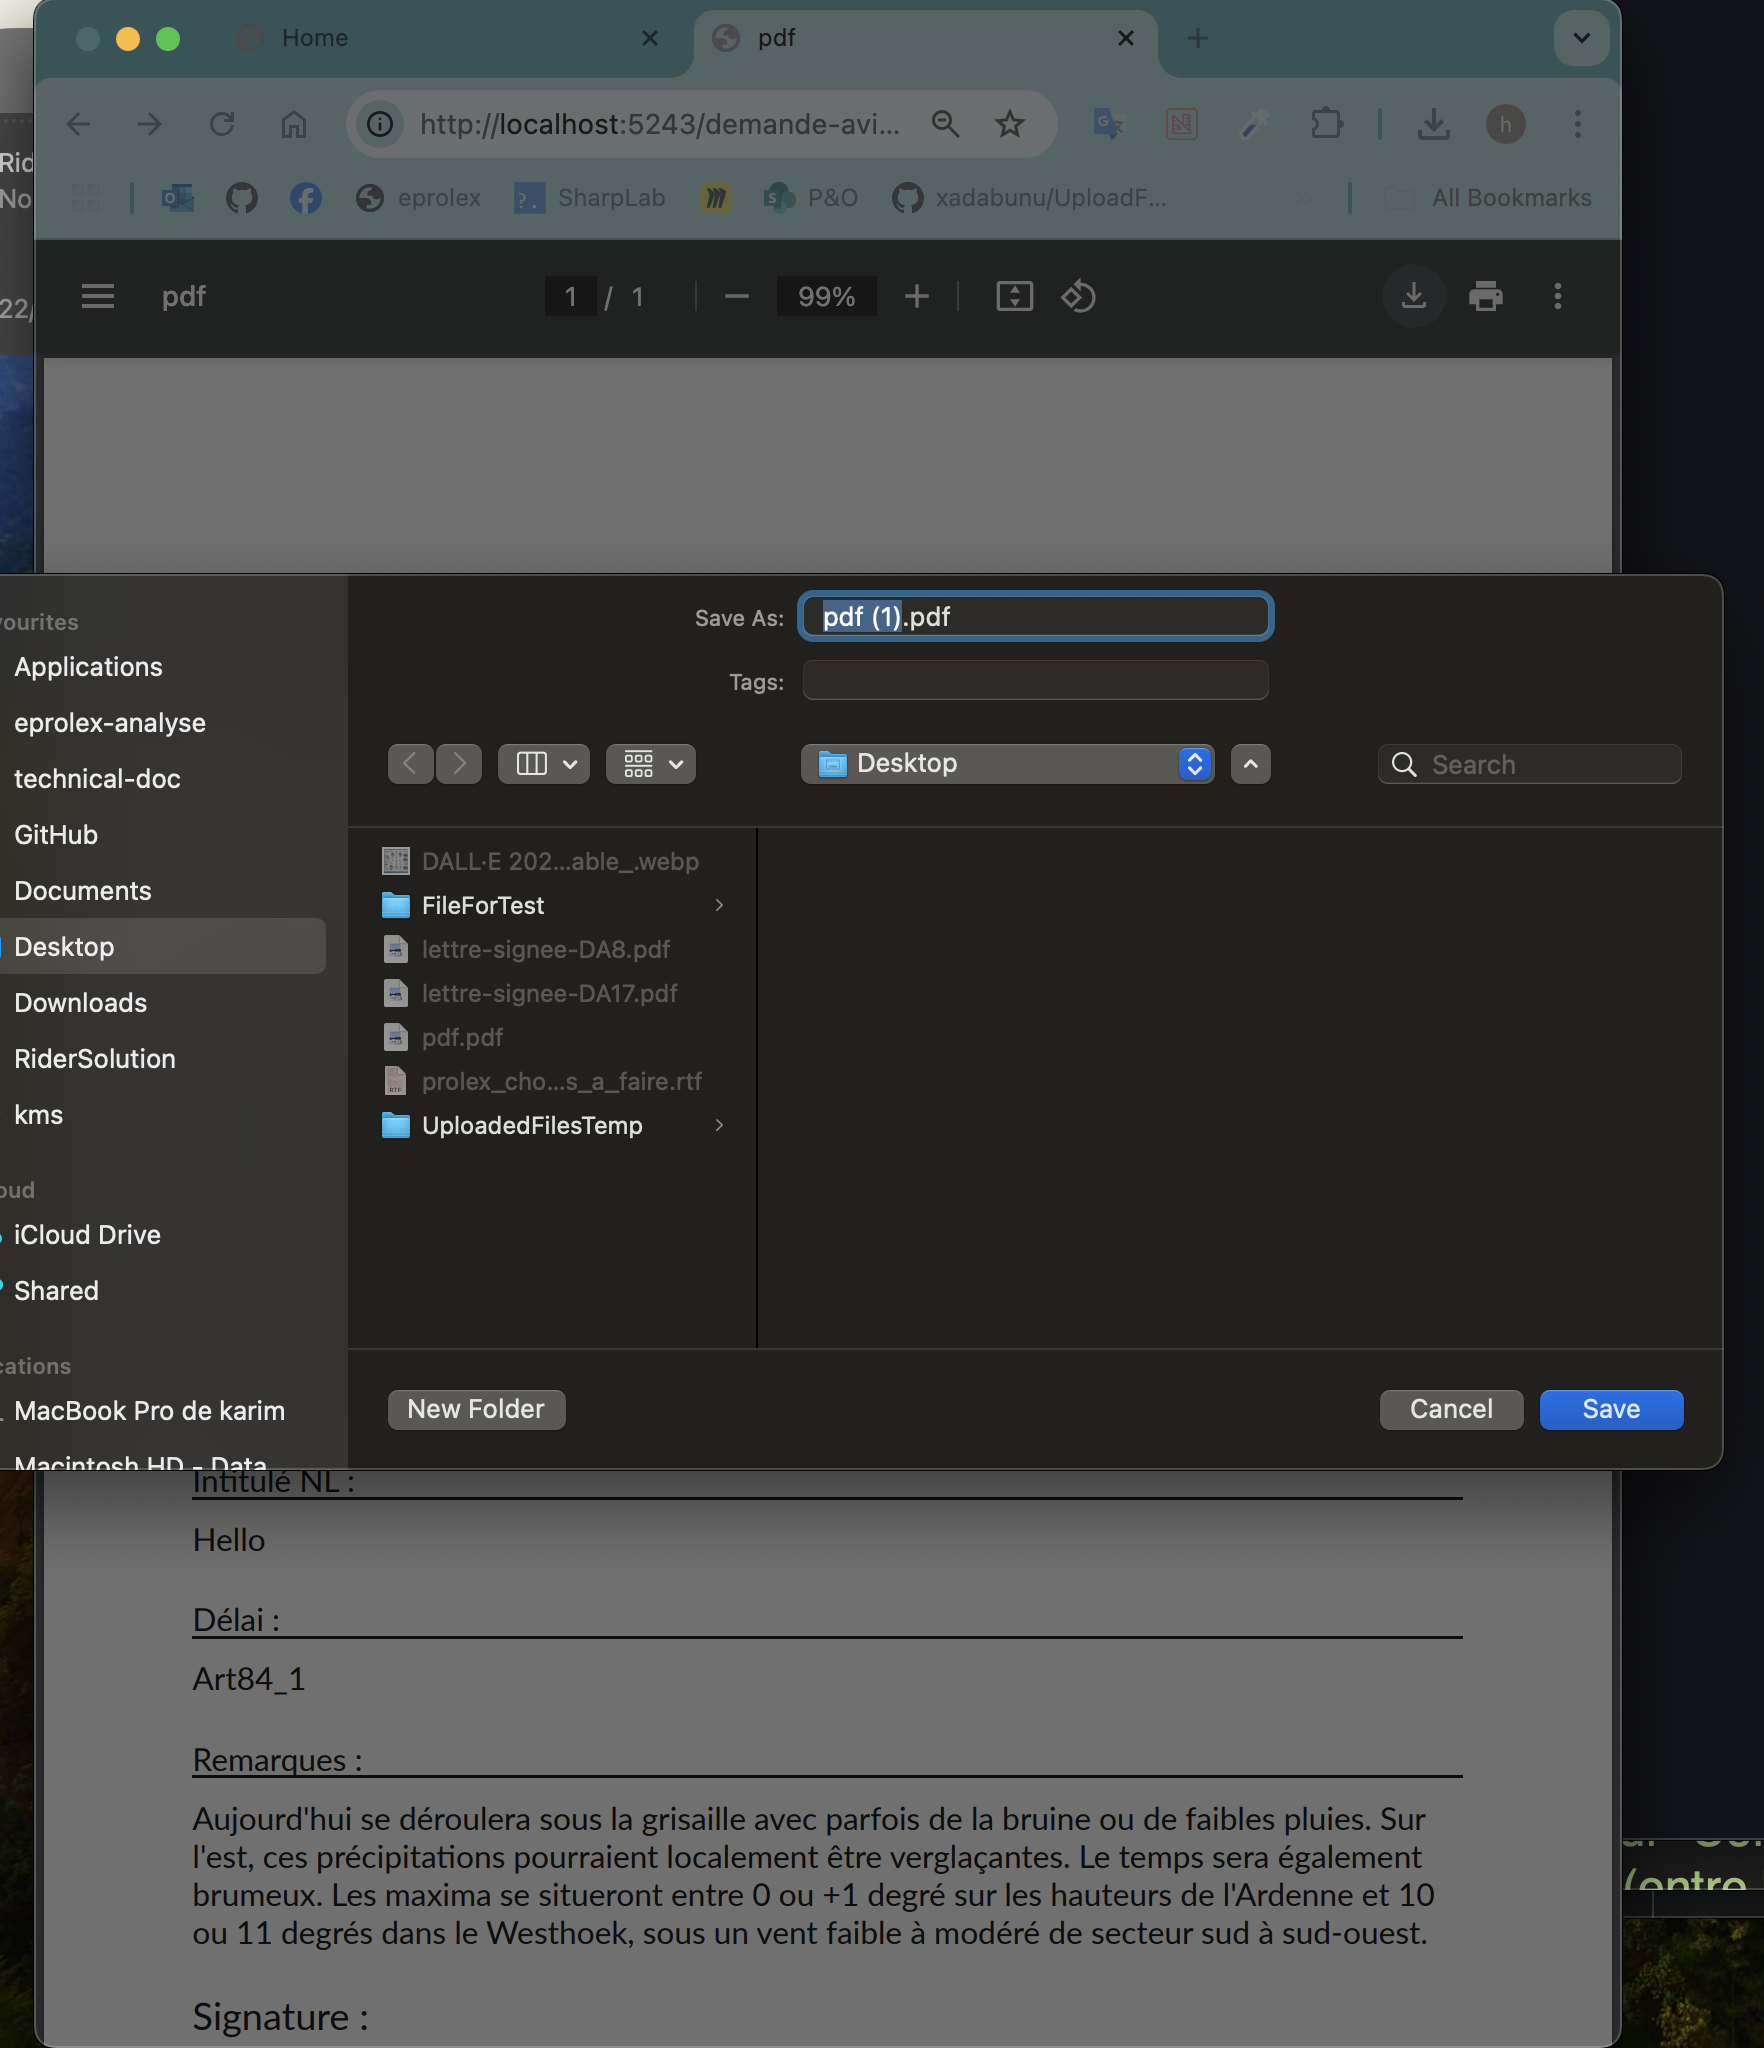 Home
pdf
http://localhost:5243/demande-avi...
h
eprolex
SharpLab
P&O
xadabunu/UploadF...
All Bookmarks
Rid
No
22/
pdf
1 / 1
99%
Save As: pdf (1).pdf
Tags:
Desktop
Search
ourites
Applications
eprolex-analyse
technical-doc
GitHub
Documents
Desktop
Downloads
RiderSolution
kms
oud
iCloud Drive
Shared
cations
MacBook Pro de karim
Macintosh HD - Data
DALL·E 202...able_.webp
FileForTest
lettre-signee-DA8.pdf
lettre-signee-DA17.pdf
pdf.pdf
prolex_cho...s_a_faire.rtf
UploadedFilesTemp
New Folder
Cancel
Save
Intitulé NL :
Hello
Délai :
Art84_1
Remarques :
Aujourd'hui se déroulera sous la grisaille avec parfois de la bruine ou de faibles pluies. Sur
l'est, ces précipitations pourraient localement être verglaçantes. Le temps sera également
brumeux. Les maxima se situeront entre 0 ou +1 degré sur les hauteurs de l'Ardenne et 10
ou 11 degrés dans le Westhoek, sous un vent faible à modéré de secteur sud à sud-ouest.
Signature :
(entre